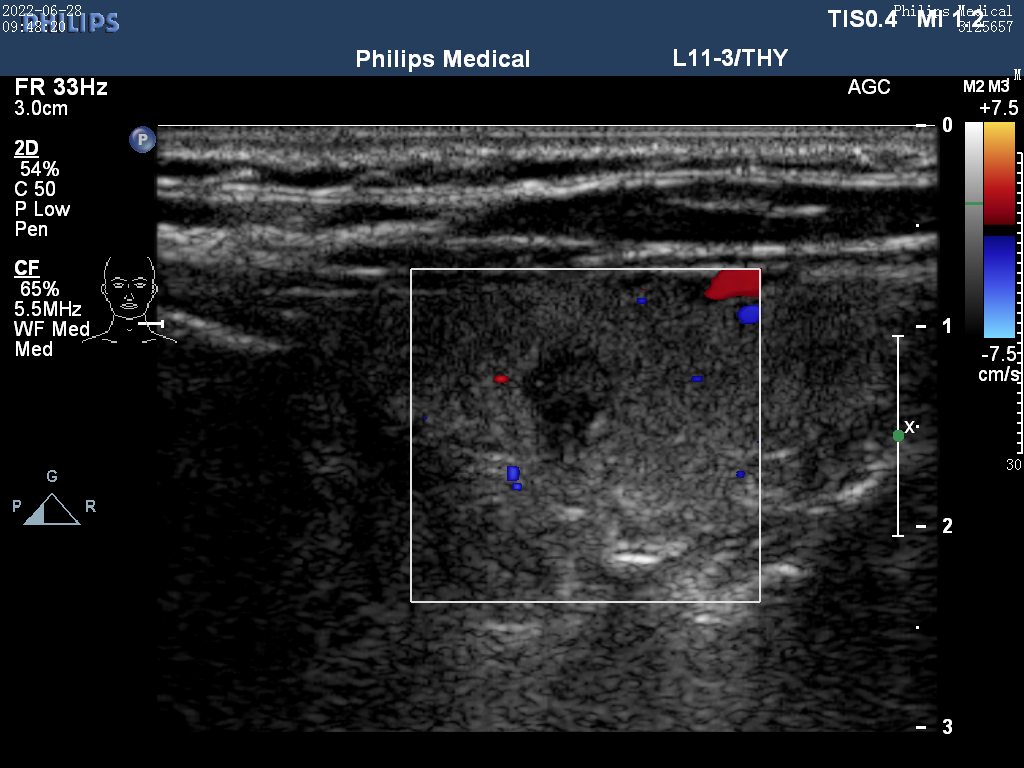 2022-06-28
09:48:20
PHILIPS
TIS0.4 MI 1.2
Philips Medical
3125657
Philips Medical
L11-3/THY
FR 33Hz
3.0cm
AGC
M
M2 M3
+7.5
P
2D
54%
C 50
P Low
Pen
CF
65%
5.5MHz
WF Med
Med
-7.5
cm/s
0
1
X
30
G
P R
2
3